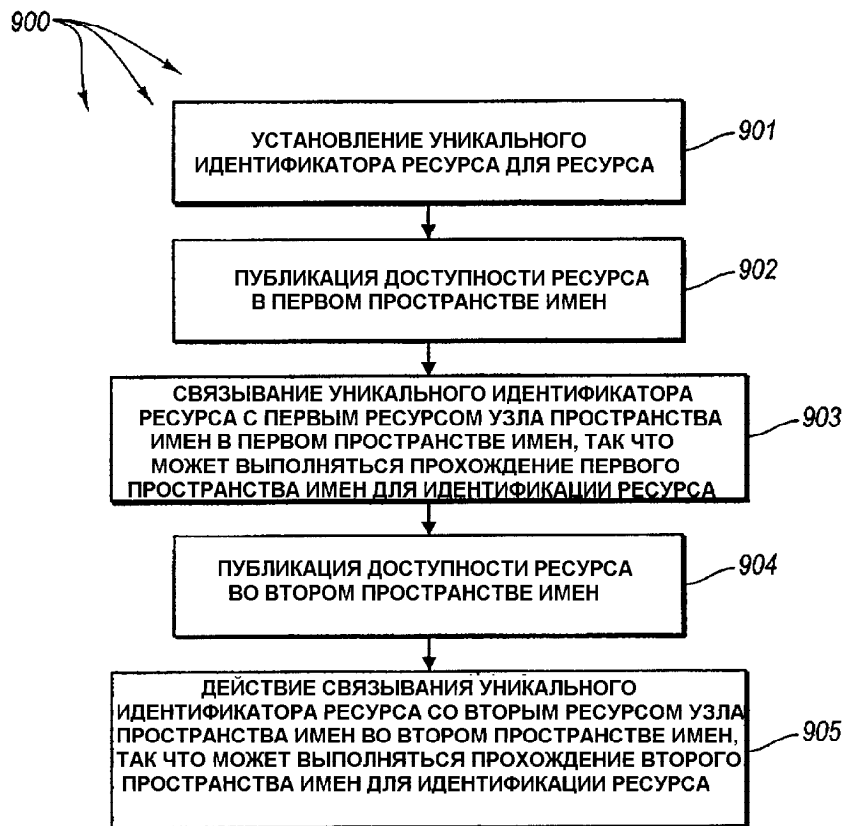 900
УСТАНОВЛЕНИЕ УНИКАЛЬНОГО
ИДЕНТИФИКАТОРА РЕСУРСА ДЛЯ РЕСУРСА
901
ПУБЛИКАЦИЯ ДОСТУПНОСТИ РЕСУРСА
В ПЕРВОМ ПРОСТРАНСТВЕ ИМЕН
902
СВЯЗЫВАНИЕ УНИКАЛЬНОГО ИДЕНТИФИКАТОРА
РЕСУРСА С ПЕРВЫМ РЕСУРСОМ УЗЛА ПРОСТРАНСТВА
ИМЕН В ПЕРВОМ ПРОСТРАНСТВЕ ИМЕН, ТАК ЧТО
МОЖЕТ ВЫПОЛНЯТЬСЯ ПРОХОЖДЕНИЕ ПЕРВОГО
ПРОСТРАНСТВА ИМЕН ДЛЯ ИДЕНТИФИКАЦИИ РЕСУРСА
903
ПУБЛИКАЦИЯ ДОСТУПНОСТИ РЕСУРСА
ВО ВТОРОМ ПРОСТРАНСТВЕ ИМЕН
904
ДЕЙСТВИЕ СВЯЗЫВАНИЯ УНИКАЛЬНОГО
ИДЕНТИФИКАТОРА РЕСУРСА СО ВТОРЫМ РЕСУРСОМ УЗЛА
ПРОСТРАНСТВА ИМЕН ВО ВТОРОМ ПРОСТРАНСТВЕ ИМЕН,
ТАК ЧТО МОЖЕТ ВЫПОЛНЯТЬСЯ ПРОХОЖДЕНИЕ ВТОРОГО
ПРОСТРАНСТВА ИМЕН ДЛЯ ИДЕНТИФИКАЦИИ РЕСУРСА
905